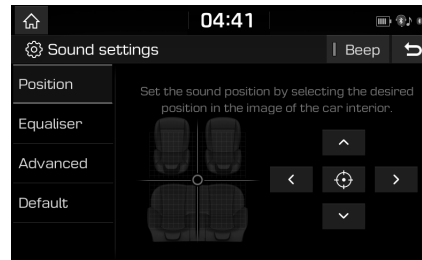 04:41
Sound settings
Beep
Position
Set the sound position by selecting the desired
position in the image of the car interior.
Equaliser
Advanced
Default